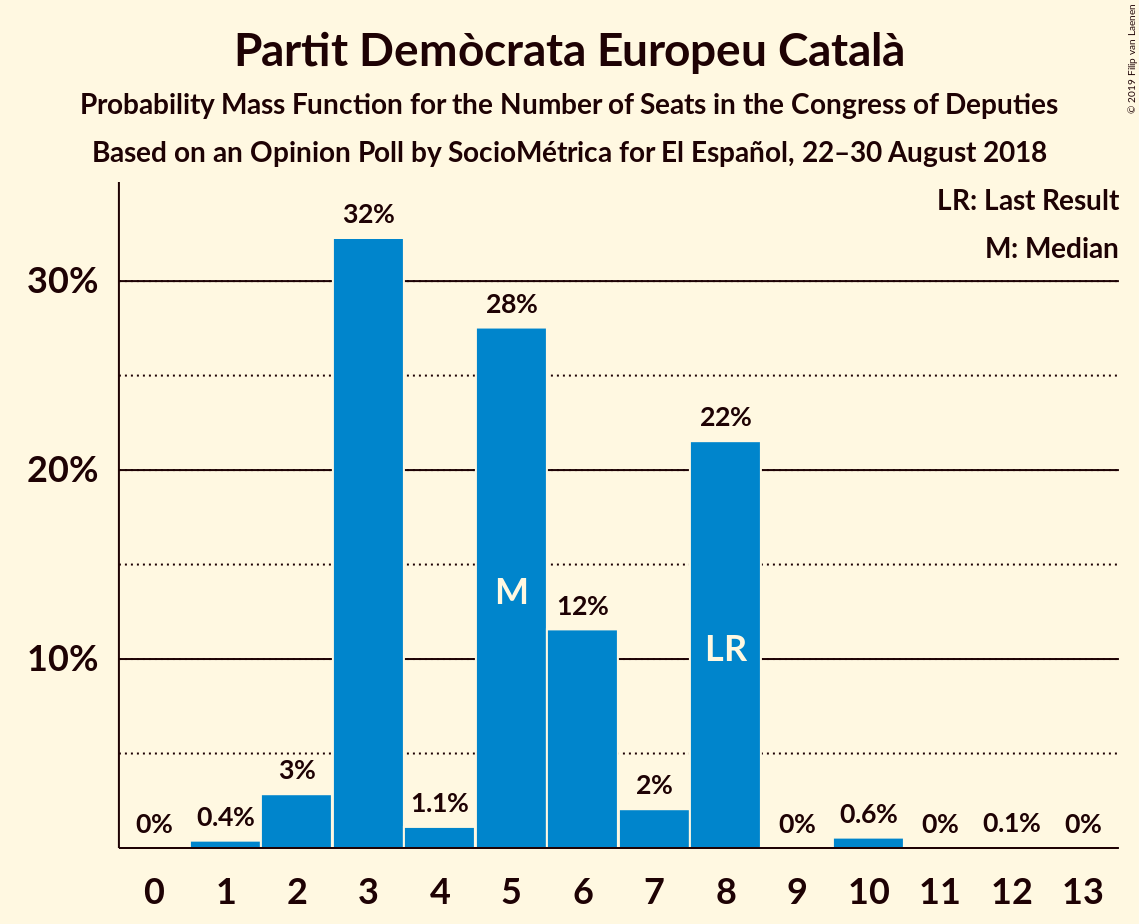 Partit Demòcrata Europeu Català
Probability Mass Function for the Number of Seats in the Congress of Deputies
Based on an Opinion Poll by SocioMétrica for El Español, 22–30 August 2018
© 2019 Filip van Laenen
LR: Last Result
M: Median
30%
20%
10%
0%
0.4%
3%
32%
1.1%
28%
12%
2%
22%
0%
0.6%
0%
0.1%
0%
M
LR
0 1 2 3 4 5 6 7 8 9 10 11 12 13